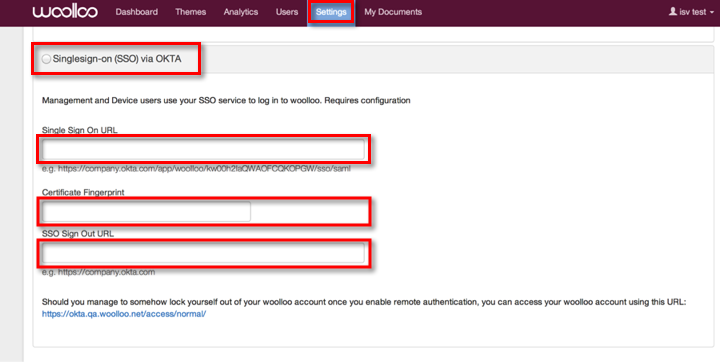 woolloo Dashboard Themes Analytics Users Settings My Documents isv test
Singlesign-on (SSO) via OKTA
Management and Device users use your SSO service to log in to woolloo. Requires configuration
Single Sign On URL
e.g. https://company.okta.com/app/woolloo/kw00h2IaQWAOFCQKOPGW/sso/saml
Certificate Fingerprint
SSO Sign Out URL
e.g. https://company.okta.com
Should you manage to somehow lock yourself out of your woolloo account once you enable remote authentication, you can access your woolloo account using this URL:
https://okta.qa.woolloo.net/access/normal/